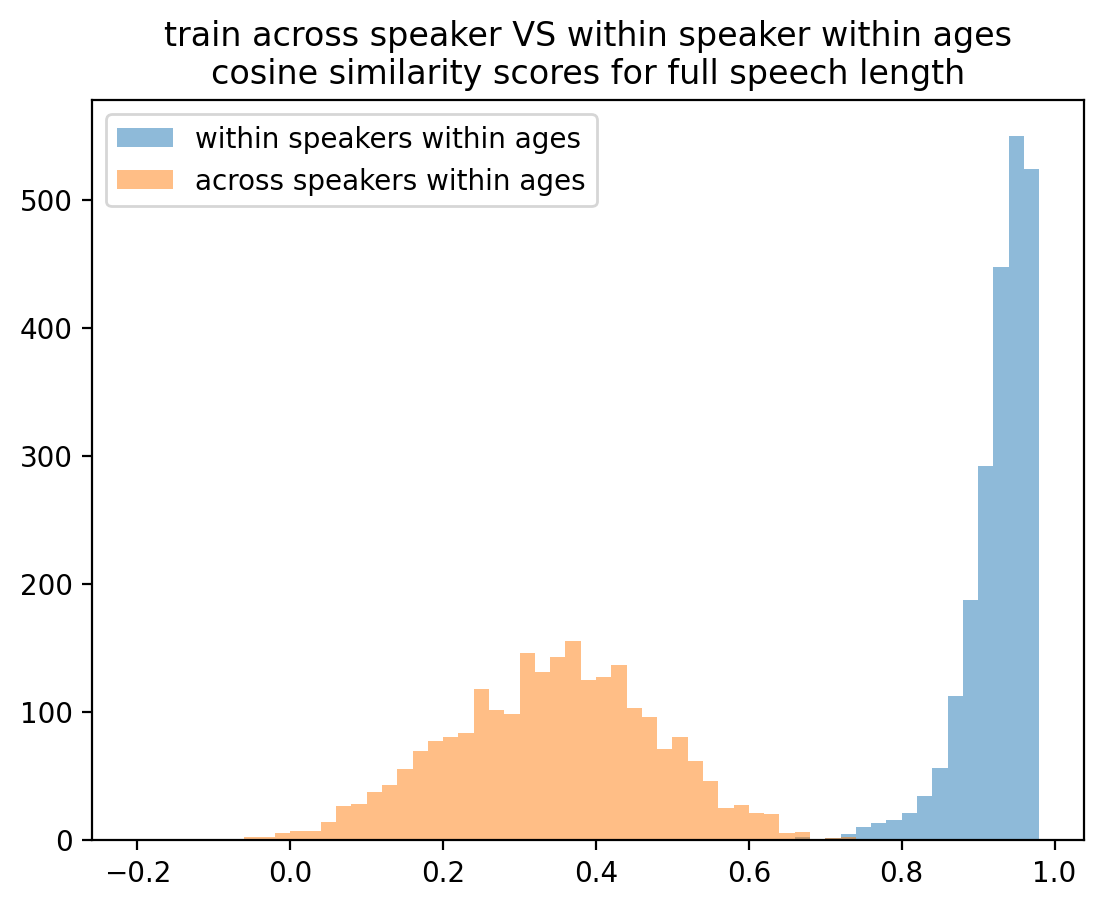 train across speaker VS within speaker within ages
cosine similarity scores for full speech length
within speakers within ages
across speakers within ages
500
400
300
200
100
0
−0.2 0.0 0.2 0.4 0.6 0.8 1.0